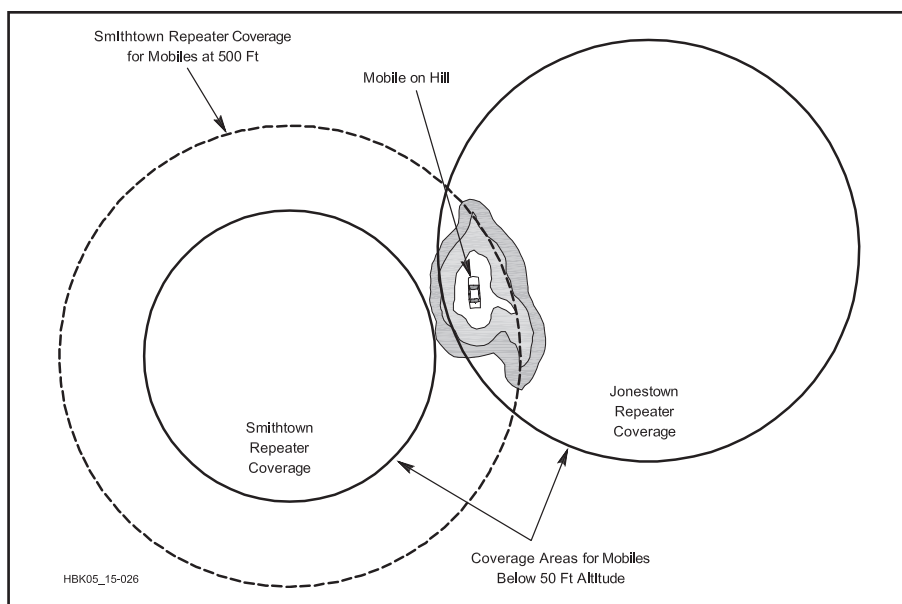 Smithtown Repeater Coverage
for Mobiles at 500 Ft
Mobile on Hill
Jonestown
Repeater
Coverage
Smithtown
Repeater
Coverage
Coverage Areas for Mobiles
Below 50 Ft Altitude
HBK05_15-026